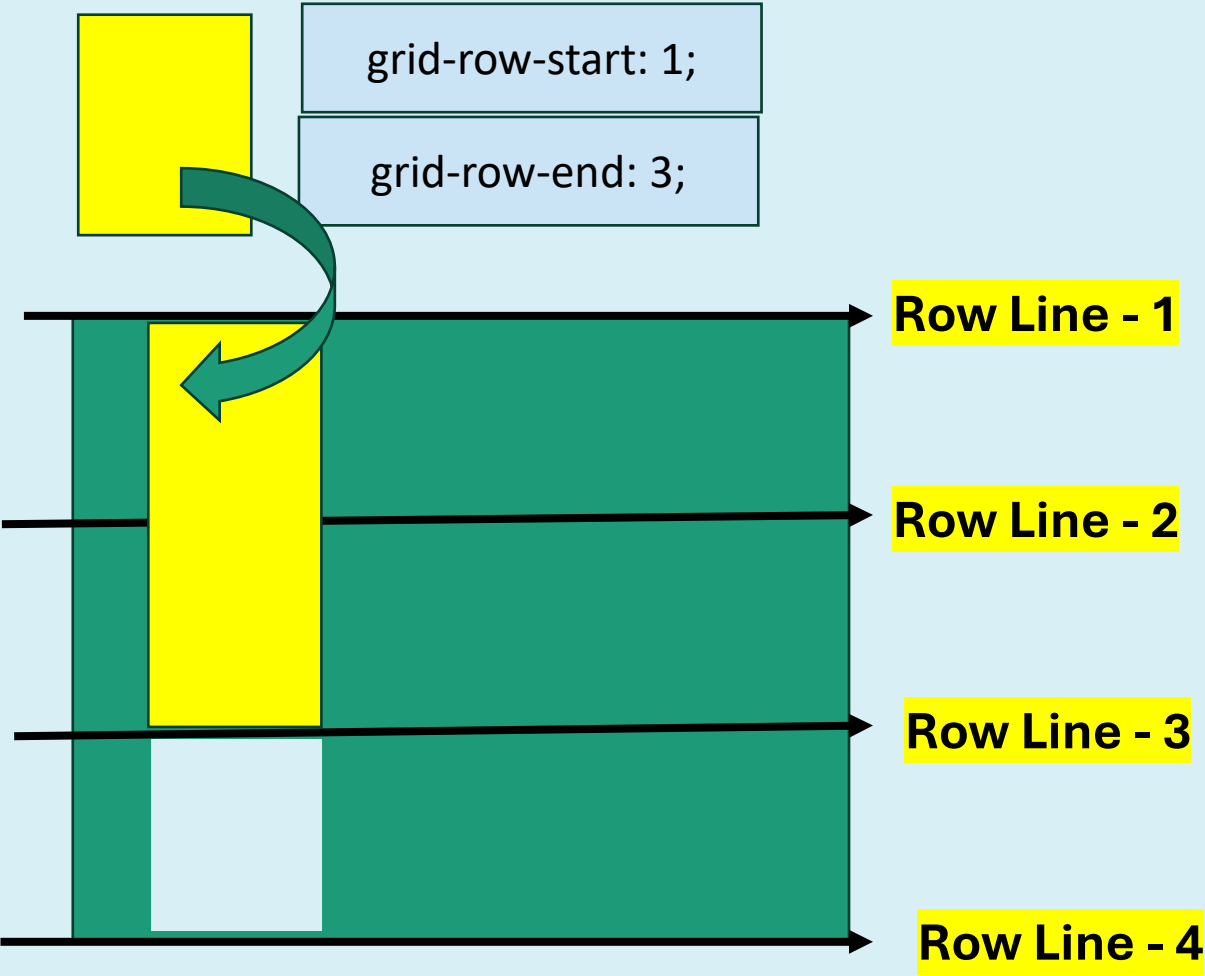 grid-row-start: 1;
grid-row-end: 3;
Row Line - 1
Row Line - 2
Row Line - 3
Row Line - 4